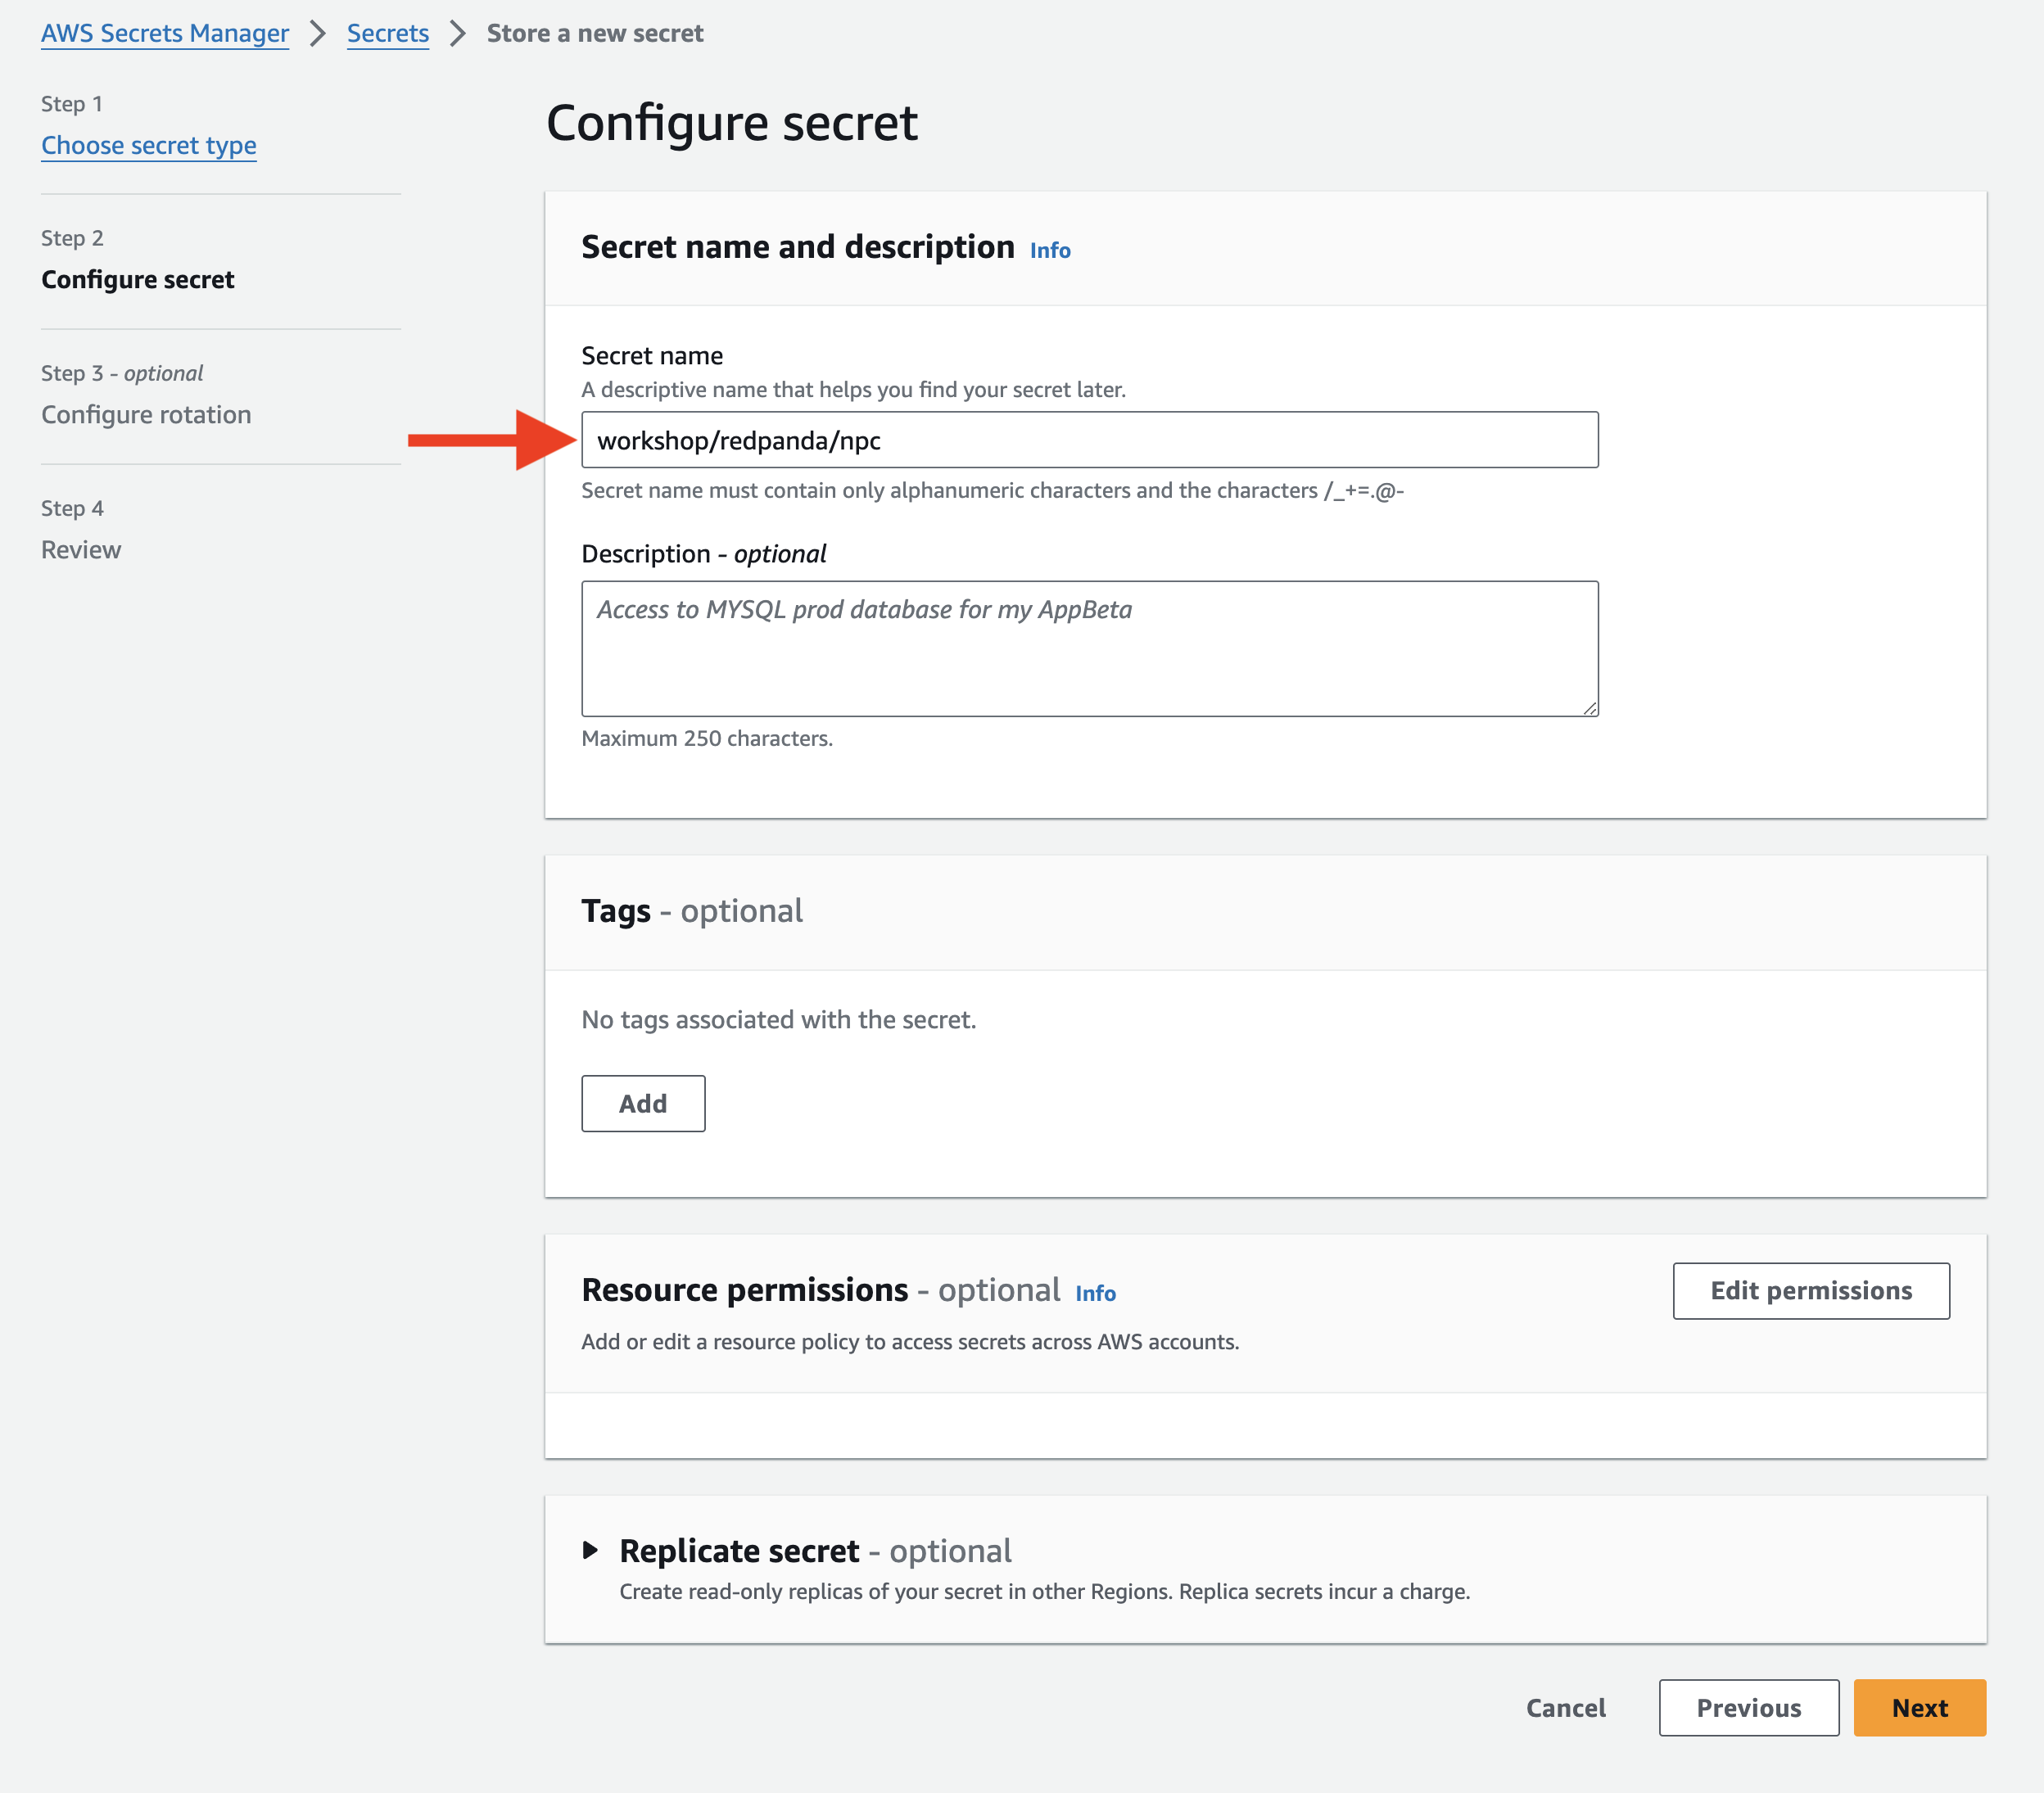 AWS Secrets Manager > Secrets > Store a new secret
Step 1
Choose secret type
Step 2
Configure secret
Step 3 - optional
Configure rotation
Step 4
Review
Configure secret
Secret name and description Info
Secret name
A descriptive name that helps you find your secret later.
workshop/redpanda/npc
Secret name must contain only alphanumeric characters and the characters /_+=.@-
Description - optional
Access to MYSQL prod database for my AppBeta
Maximum 250 characters.
Tags - optional
No tags associated with the secret.
Add
Resource permissions - optional Info
Edit permissions
Add or edit a resource policy to access secrets across AWS accounts.
Replicate secret - optional
Create read-only replicas of your secret in other Regions. Replica secrets incur a charge.
Cancel
Previous
Next